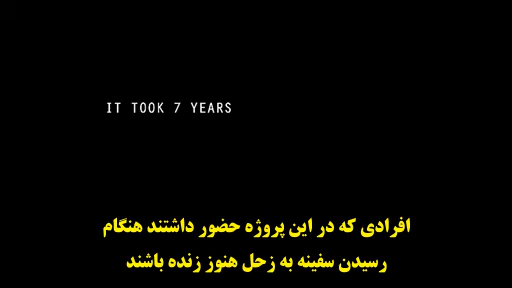 IT TOOK 7 YEARS
افرادی که در این پروژه حضور داشتند هنگام
رسیدن سفینه به زحل هنوز زنده باشند